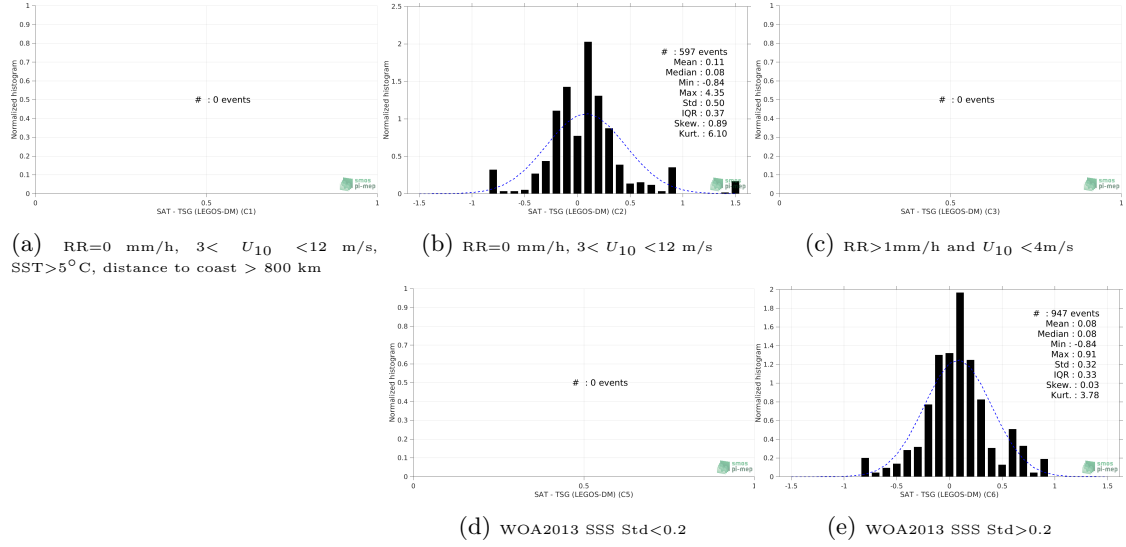 1
0.9
0.8
0.7
0.6
0.5
0.4
0.3
0.2
0.1
0
Normalized histogram
# : 0 events
smos
pi-mep
0 0.5 1
SAT - TSG (LEGOS-DM) (C1)
(a) RR=0 mm/h, 3< U10 <12 m/s,
SST>5°C, distance to coast > 800 km
2.5
2
1.5
1
0.5
0
Normalized histogram
# : 597 events
Mean : 0.11
Median : 0.08
Min : -0.84
Max : 4.35
Std : 0.50
IQR : 0.37
Skew. : 0.89
Kurt. : 6.10
smos
pi-mep
-1.5 -1 -0.5 0 0.5 1 1.5
SAT - TSG (LEGOS-DM) (C2)
(b) RR=0 mm/h, 3< U10 <12 m/s
1
0.9
0.8
0.7
0.6
0.5
0.4
0.3
0.2
0.1
0
Normalized histogram
# : 0 events
smos
pi-mep
0 0.5 1
SAT - TSG (LEGOS-DM) (C3)
(c) RR>1mm/h and U10 <4m/s
1
0.9
0.8
0.7
0.6
0.5
0.4
0.3
0.2
0.1
0
Normalized histogram
# : 0 events
smos
pi-mep
0 0.5 1
SAT - TSG (LEGOS-DM) (C5)
(d) WOA2013 SSS Std<0.2
2
1.8
1.6
1.4
1.2
1
0.8
0.6
0.4
0.2
0
Normalized histogram
# : 947 events
Mean : 0.08
Median : 0.08
Min : -0.84
Max : 0.91
Std : 0.32
IQR : 0.33
Skew. : 0.03
Kurt. : 3.78
smos
pi-mep
-1.5 -1 -0.5 0 0.5 1 1.5
SAT - TSG (LEGOS-DM) (C6)
(e) WOA2013 SSS Std>0.2